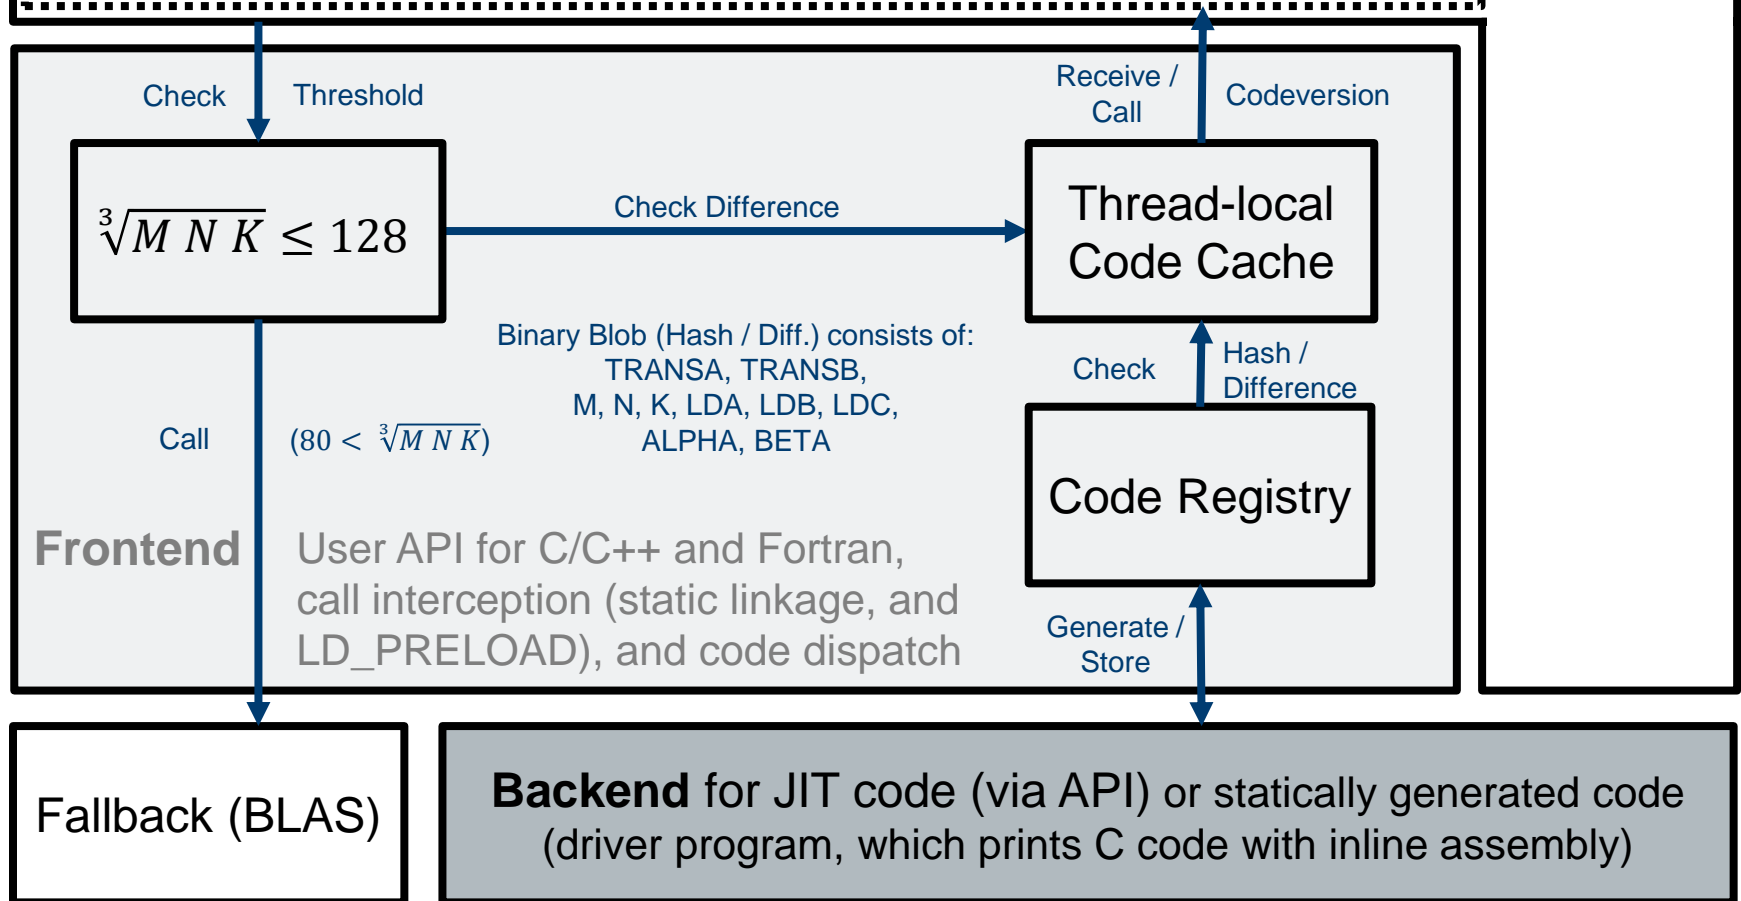 Check
Threshold
Receive /
Call
Codeversion
∛(M N K) ≤ 128
Check Difference
Thread-local
Code Cache
Binary Blob (Hash / Diff.) consists of:
TRANSA, TRANSB,
M, N, K, LDA, LDB, LDC,
ALPHA, BETA
Check
Hash /
Difference
Call
(80 < ∛(M N K))
Code Registry
Frontend
User API for C/C++ and Fortran,
call interception (static linkage, and
LD_PRELOAD), and code dispatch
Generate /
Store
Fallback (BLAS)
Backend for JIT code (via API) or statically generated code
(driver program, which prints C code with inline assembly)